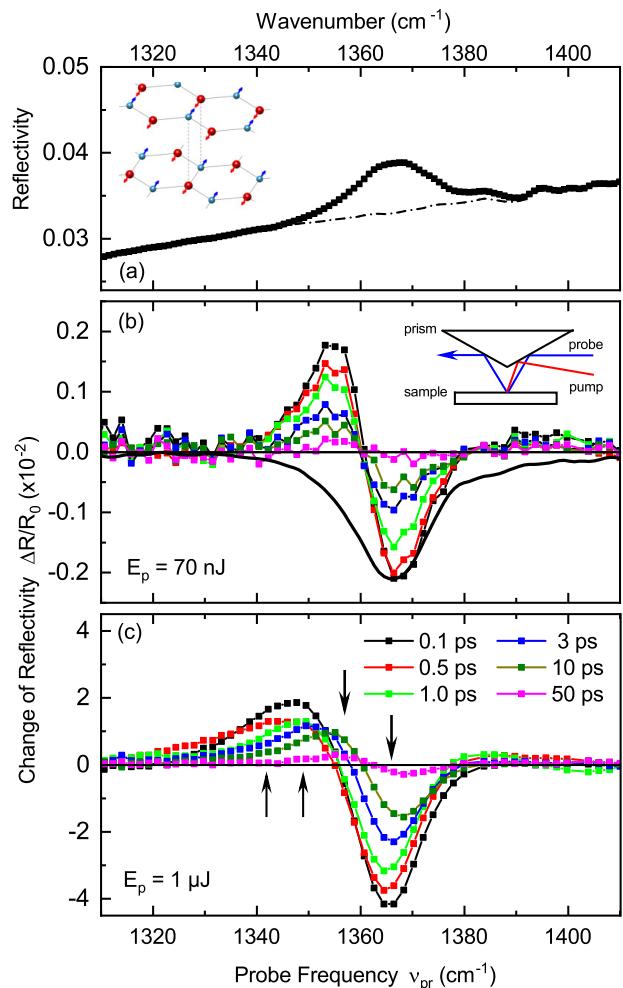 Wavenumber (cm⁻¹)
1320 1340 1360 1380 1400
0.05
0.04
0.03
Reflectivity
(a)
(b)
0.2
0.1
0.0
-0.1
-0.2
prism
probe
sample
pump
E_p = 70 nJ
Change of Reflectivity ΔR/R₀ (x10⁻²)
(c)
4
2
0
-2
-4
0.1 ps 3 ps
0.5 ps 10 ps
1.0 ps 50 ps
E_p = 1 µJ
1320 1340 1360 1380 1400
Probe Frequency ν_pr (cm⁻¹)